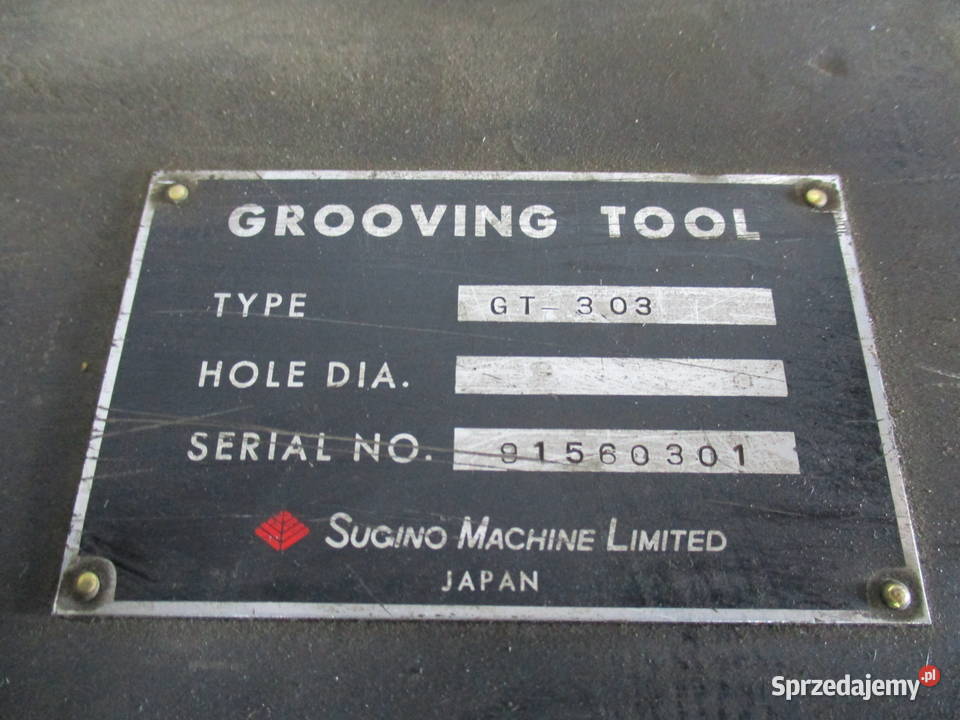 GROOVING TOOL
TYPE GT-303
HOLE DIA.
SERIAL NO. 91560301
SUGINO MACHINE LIMITED
JAPAN
Sprzedajemy.pl